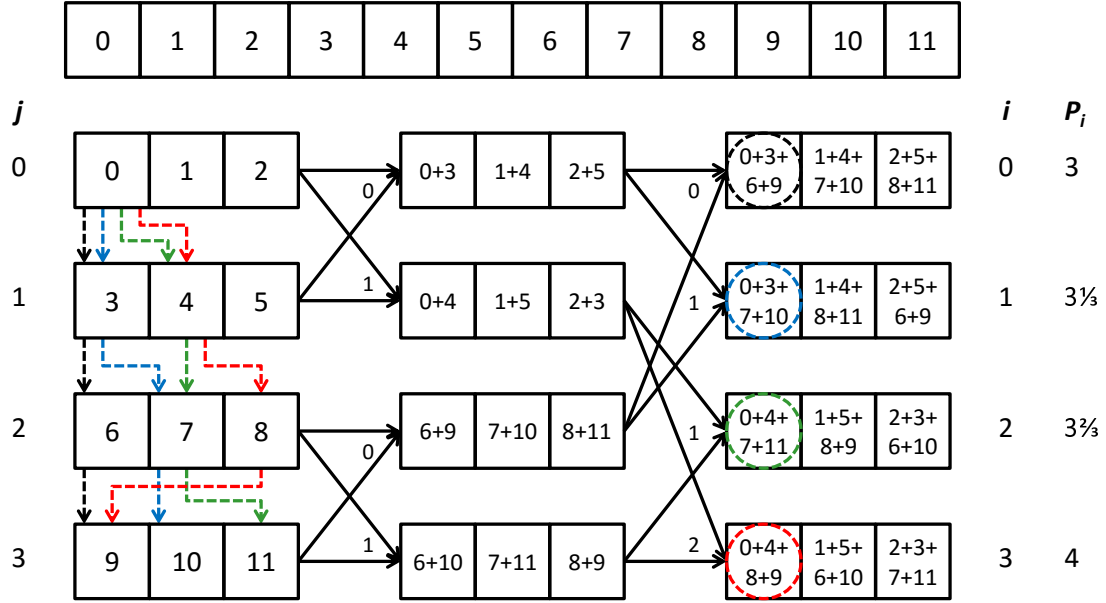 0 1 2 3 4 5 6 7 8 9 10 11
j i Pi
0 0 1 2 0+3 1+4 2+5 0+3+ 1+4+ 2+5+ 0 3
6+9 7+10 8+11
0 0
1 3 4 5 1 0+4 1+5 2+3 1 0+3+ 1+4+ 2+5+ 1 3⅓
7+10 8+11 6+9
2 6 7 8 6+9 7+10 8+11 0+4+ 1+5+ 2+3+ 2 3⅔
7+11 8+9 6+10
0 1
3 9 10 11 1 6+10 7+11 8+9 2 0+4+ 1+5+ 2+3+ 3 4
8+9 6+10 7+11